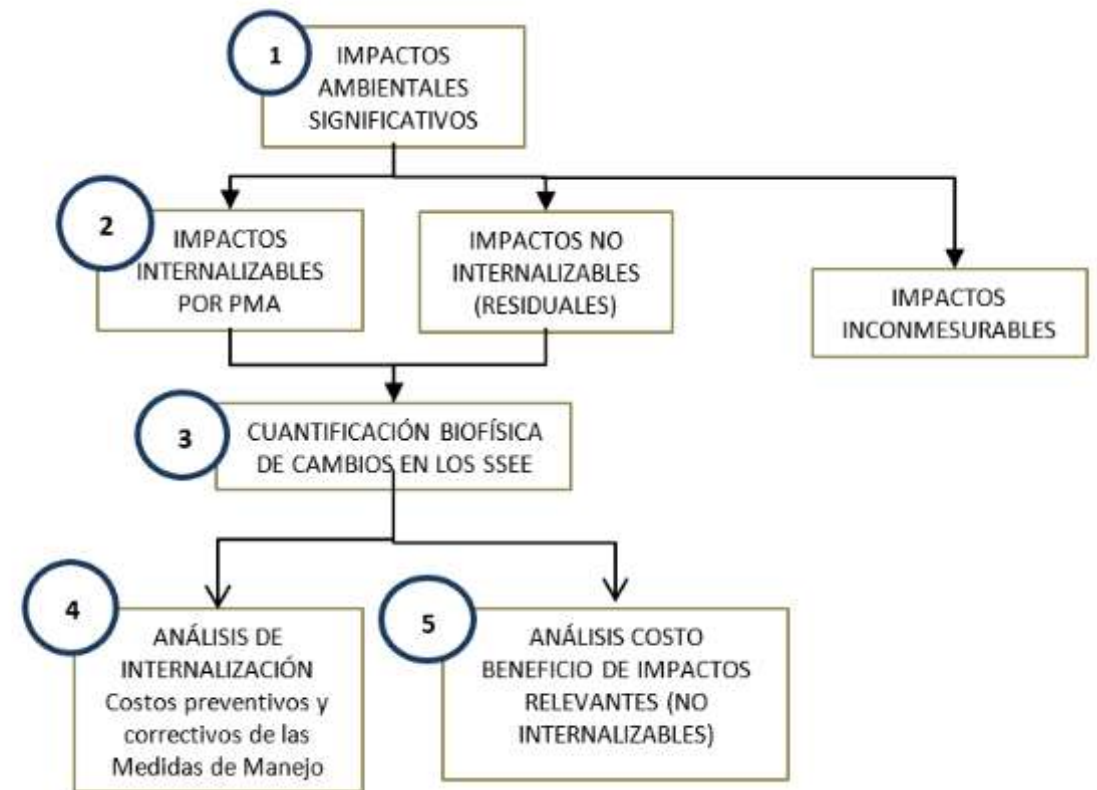 1
IMPACTOS
AMBIENTALES
SIGNIFICATIVOS
2
IMPACTOS
INTERNALIZABLES
POR PMA
IMPACTOS NO
INTERNALIZABLES
(RESIDUALES)
IMPACTOS
INCONMESURABLES
3
CUANTIFICACIÓN BIOFÍSICA
DE CAMBIOS EN LOS SSEE
4
ANÁLISIS DE
INTERNALIZACIÓN
Costos preventivos y
correctivos de las
Medidas de Manejo
5
ANÁLISIS COSTO
BENEFICIO DE IMPACTOS
RELEVANTES (NO
INTERNALIZABLES)